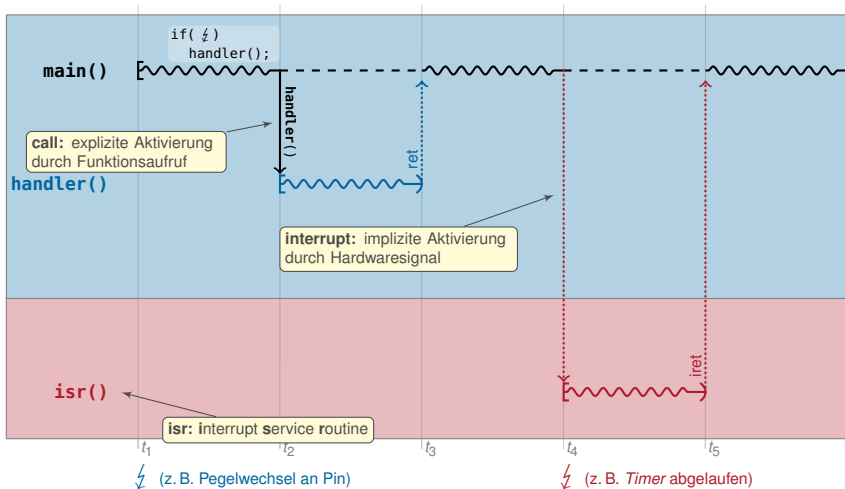 if(↯)
handler();
main()
handler()
call: explizite Aktivierung
durch Funktionsaufruf
ret
handler()
interrupt: implizite Aktivierung
durch Hardwaresignal
iret
isr()
isr: interrupt service routine
t1 t2 t3 t4 t5
↯ (z. B. Pegelwechsel an Pin) ↯ (z. B. Timer abgelaufen)